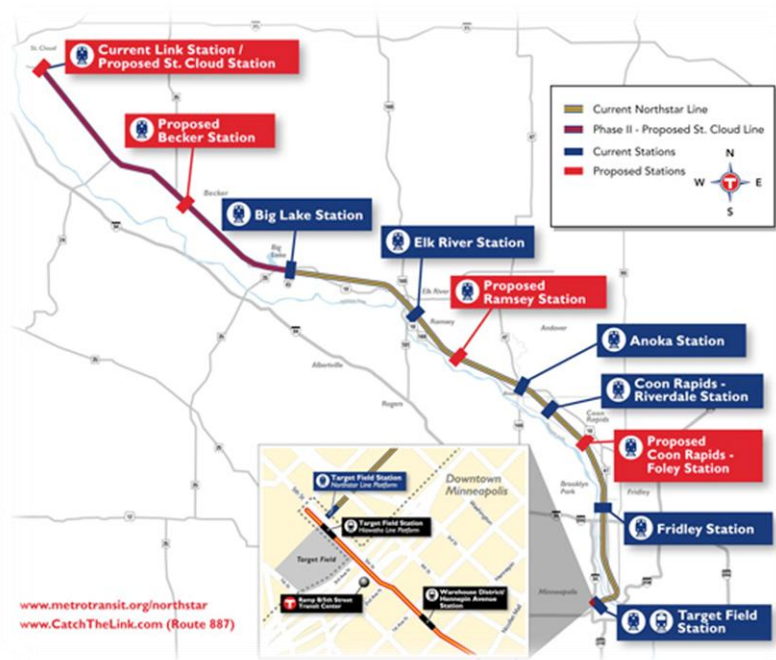 St. Cloud
Current Link Station /
Proposed St. Cloud Station
Proposed
Becker Station
Becker
Big Lake Station
Big
Lake
Elk River Station
Elk River
Proposed
Ramsey Station
Ramsey
Andover
Anoka Station
Coon Rapids -
Riverdale Station
Coon
Rapids
Proposed
Coon Rapids -
Foley Station
Albertville
Rogers
Brooklyn
Park
Fridley
Fridley Station
Minneapolis
Target Field
Station
Current Northstar Line
Phase II - Proposed St. Cloud Line
Current Stations
Proposed Stations
N
W
T
E
S
Target Field Station
Northstar Line Platform
Downtown
Minneapolis
Target Field Station
Hiawatha Line Platform
Target Field
Washington
Hennepin
T
Ramp B/5th Street
Transit Center
Warehouse District/
Hennepin Avenue
Station
Nicollet Mall
www.metrotransit.org/northstar
www.CatchTheLink.com (Route 887)